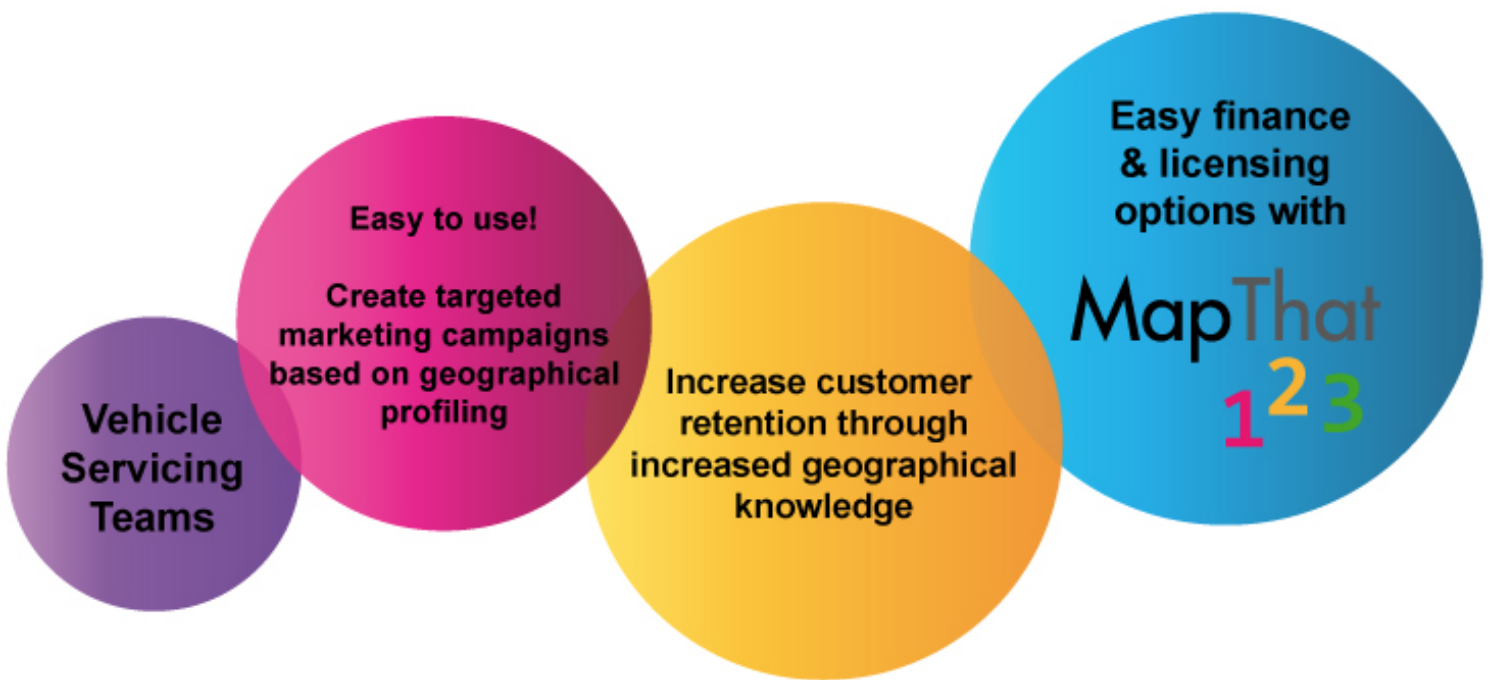 Vehicle
Servicing
Teams
Easy to use!
Create targeted
marketing campaigns
based on geographical
profiling
Increase customer
retention through
increased geographical
knowledge
Easy finance
& licensing
options with
MapThat
123